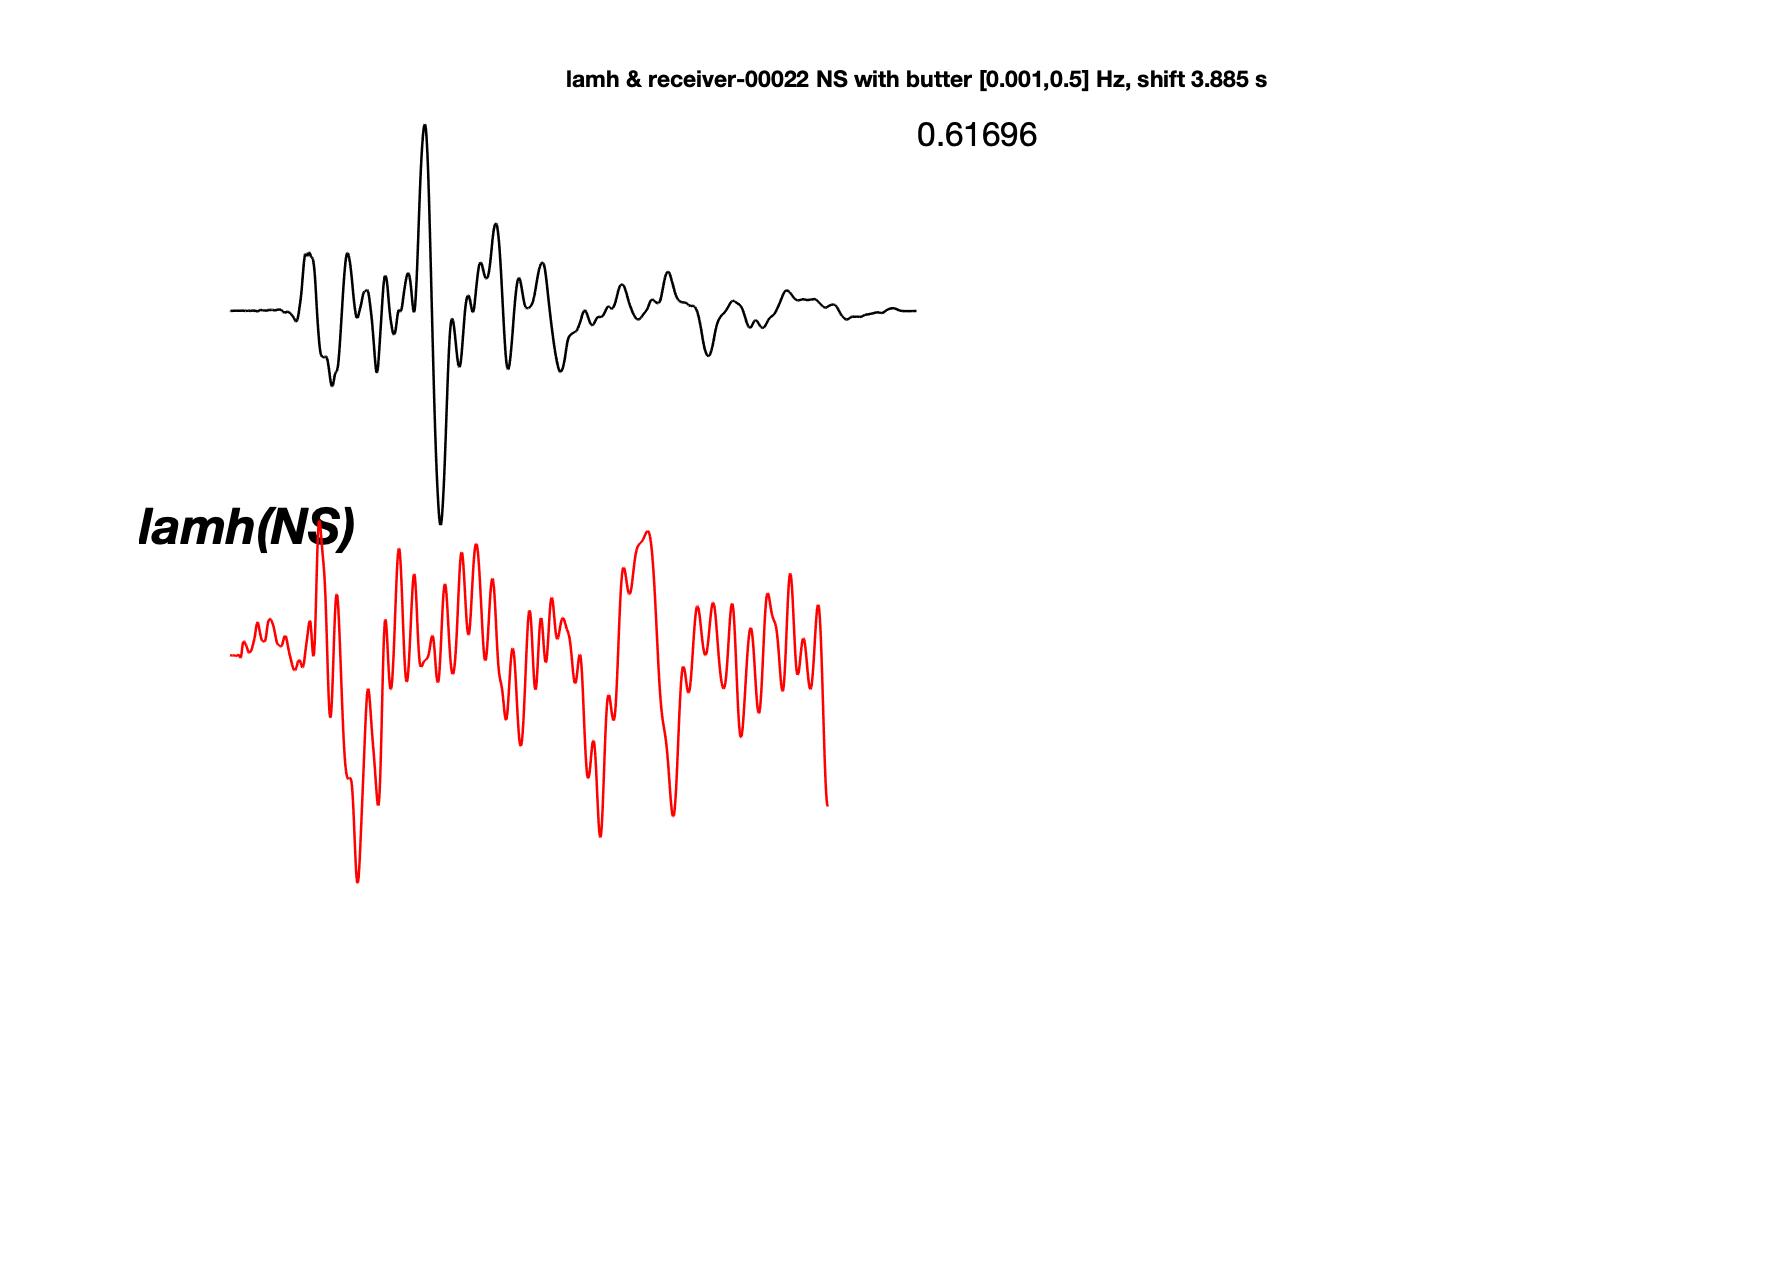 lamh & receiver-00022 NS with butter [0.001,0.5] Hz, shift 3.885 s
0.61696
lamh(NS)